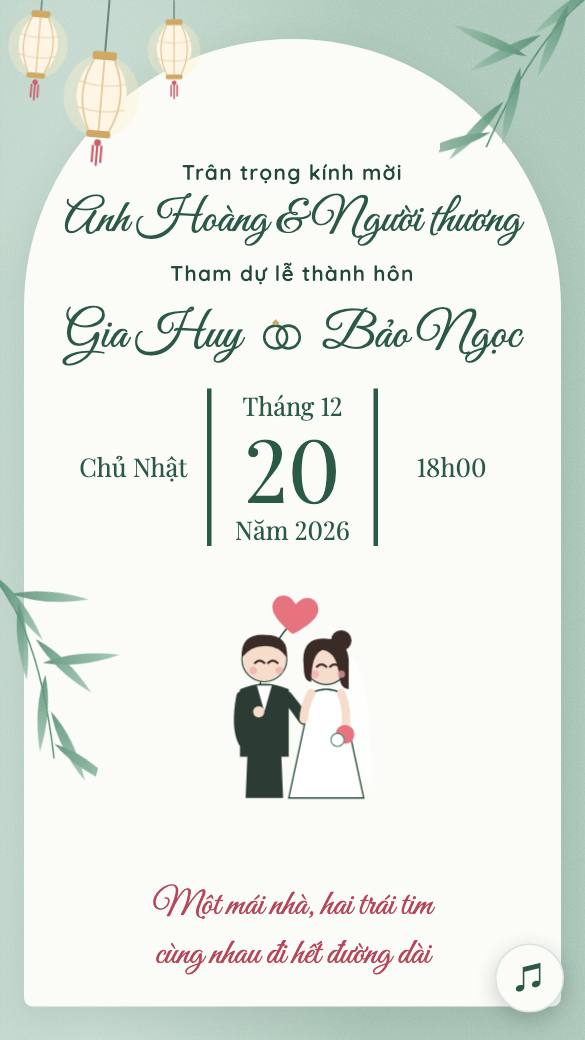 Trân trọng kính mời
Anh Hoàng & Người thương
Tham dự lễ thành hôn
Gia Huy Bảo Ngọc
Tháng 12
Chủ Nhật 20 18h00
Năm 2026
Một mái nhà, hai trái tim
cùng nhau đi hết đường dài